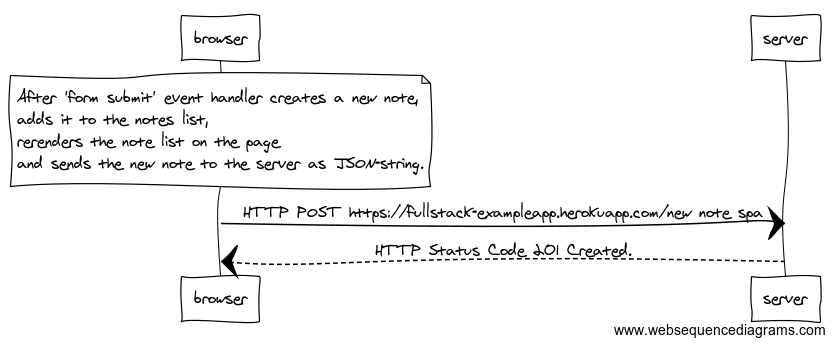 browser
server
After 'form submit' event handler creates a new note,
adds it to the notes list,
rerenders the note list on the page
and sends the new note to the server as JSON-string.
HTTP POST https://fullstack-exampleapp.herokuapp.com/new note spa
HTTP Status Code 201 Created.
browser
server
www.websequencediagrams.com